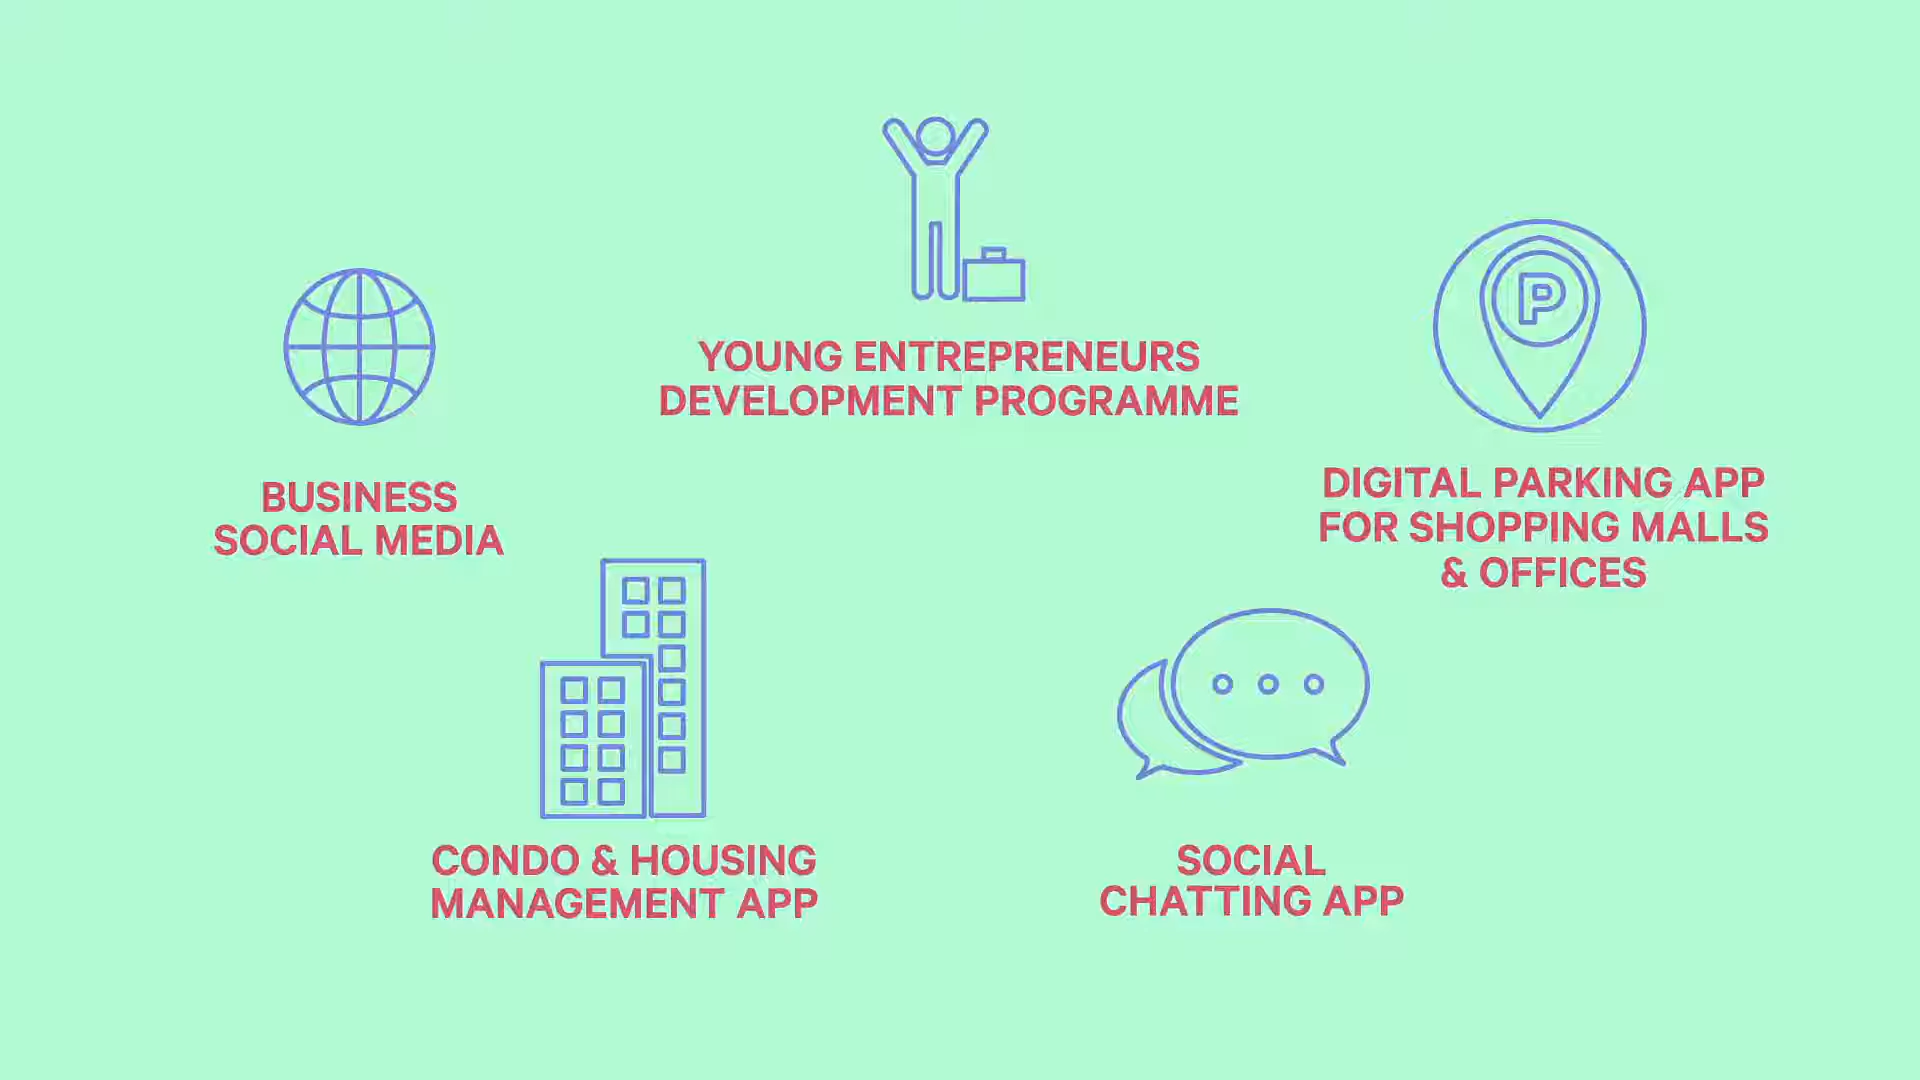 YOUNG ENTREPRENEURS
DEVELOPMENT PROGRAMME
BUSINESS
SOCIAL MEDIA
P
DIGITAL PARKING APP
FOR SHOPPING MALLS
& OFFICES
CONDO & HOUSING
MANAGEMENT APP
SOCIAL
CHATTING APP